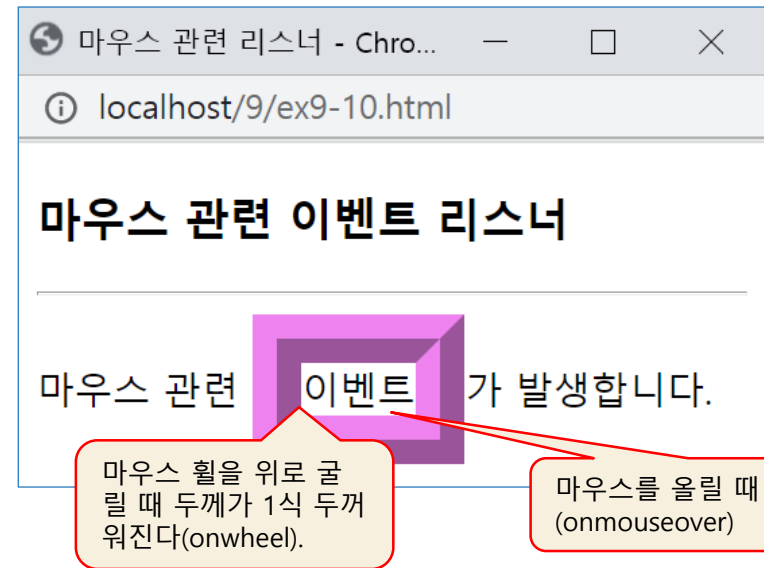 마우스 관련 리스너 - Chro...
localhost/9/ex9-10.html
마우스 관련 이벤트 리스너
마우스 관련 이벤트 가 발생합니다.
마우스 휠을 위로 굴
릴 때 두께가 1식 두꺼
워진다(onwheel).
마우스를 올릴 때
(onmouseover)